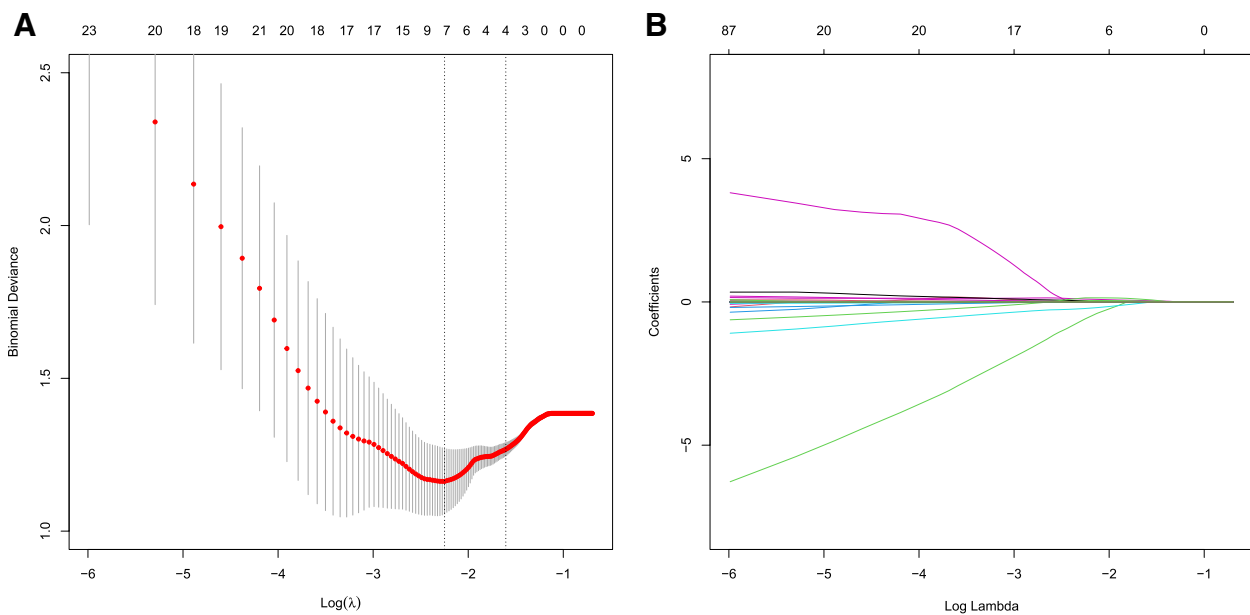 A
23 20 18 19 21 20 18 17 17 15 9 7 6 4 4 3 0 0 0
2.5
2.0
1.5
1.0
Binomial Deviance
−6 −5 −4 −3 −2 −1
Log(λ)
B
87 20 20 17 6 0
5
0
−5
Coefficients
−6 −5 −4 −3 −2 −1
Log Lambda